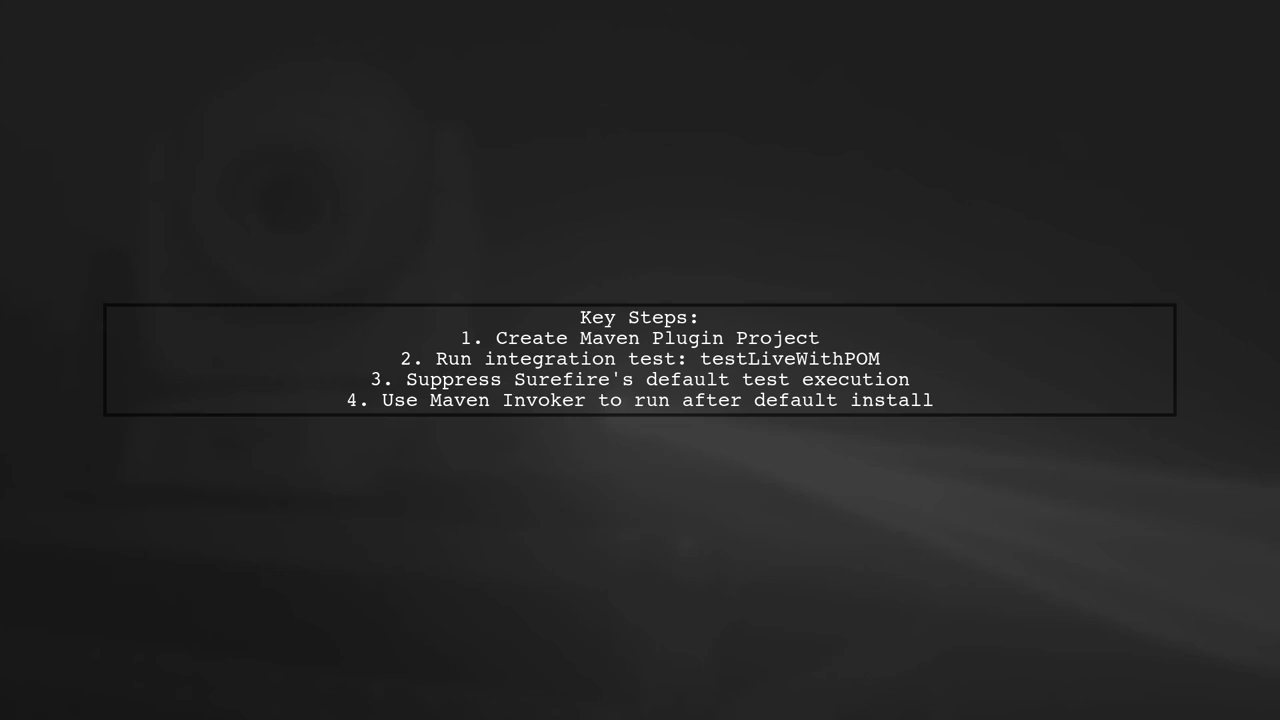 Key Steps:
1. Create Maven Plugin Project
2. Run integration test: testLiveWithPOM
3. Suppress Surefire's default test execution
4. Use Maven Invoker to run after default install